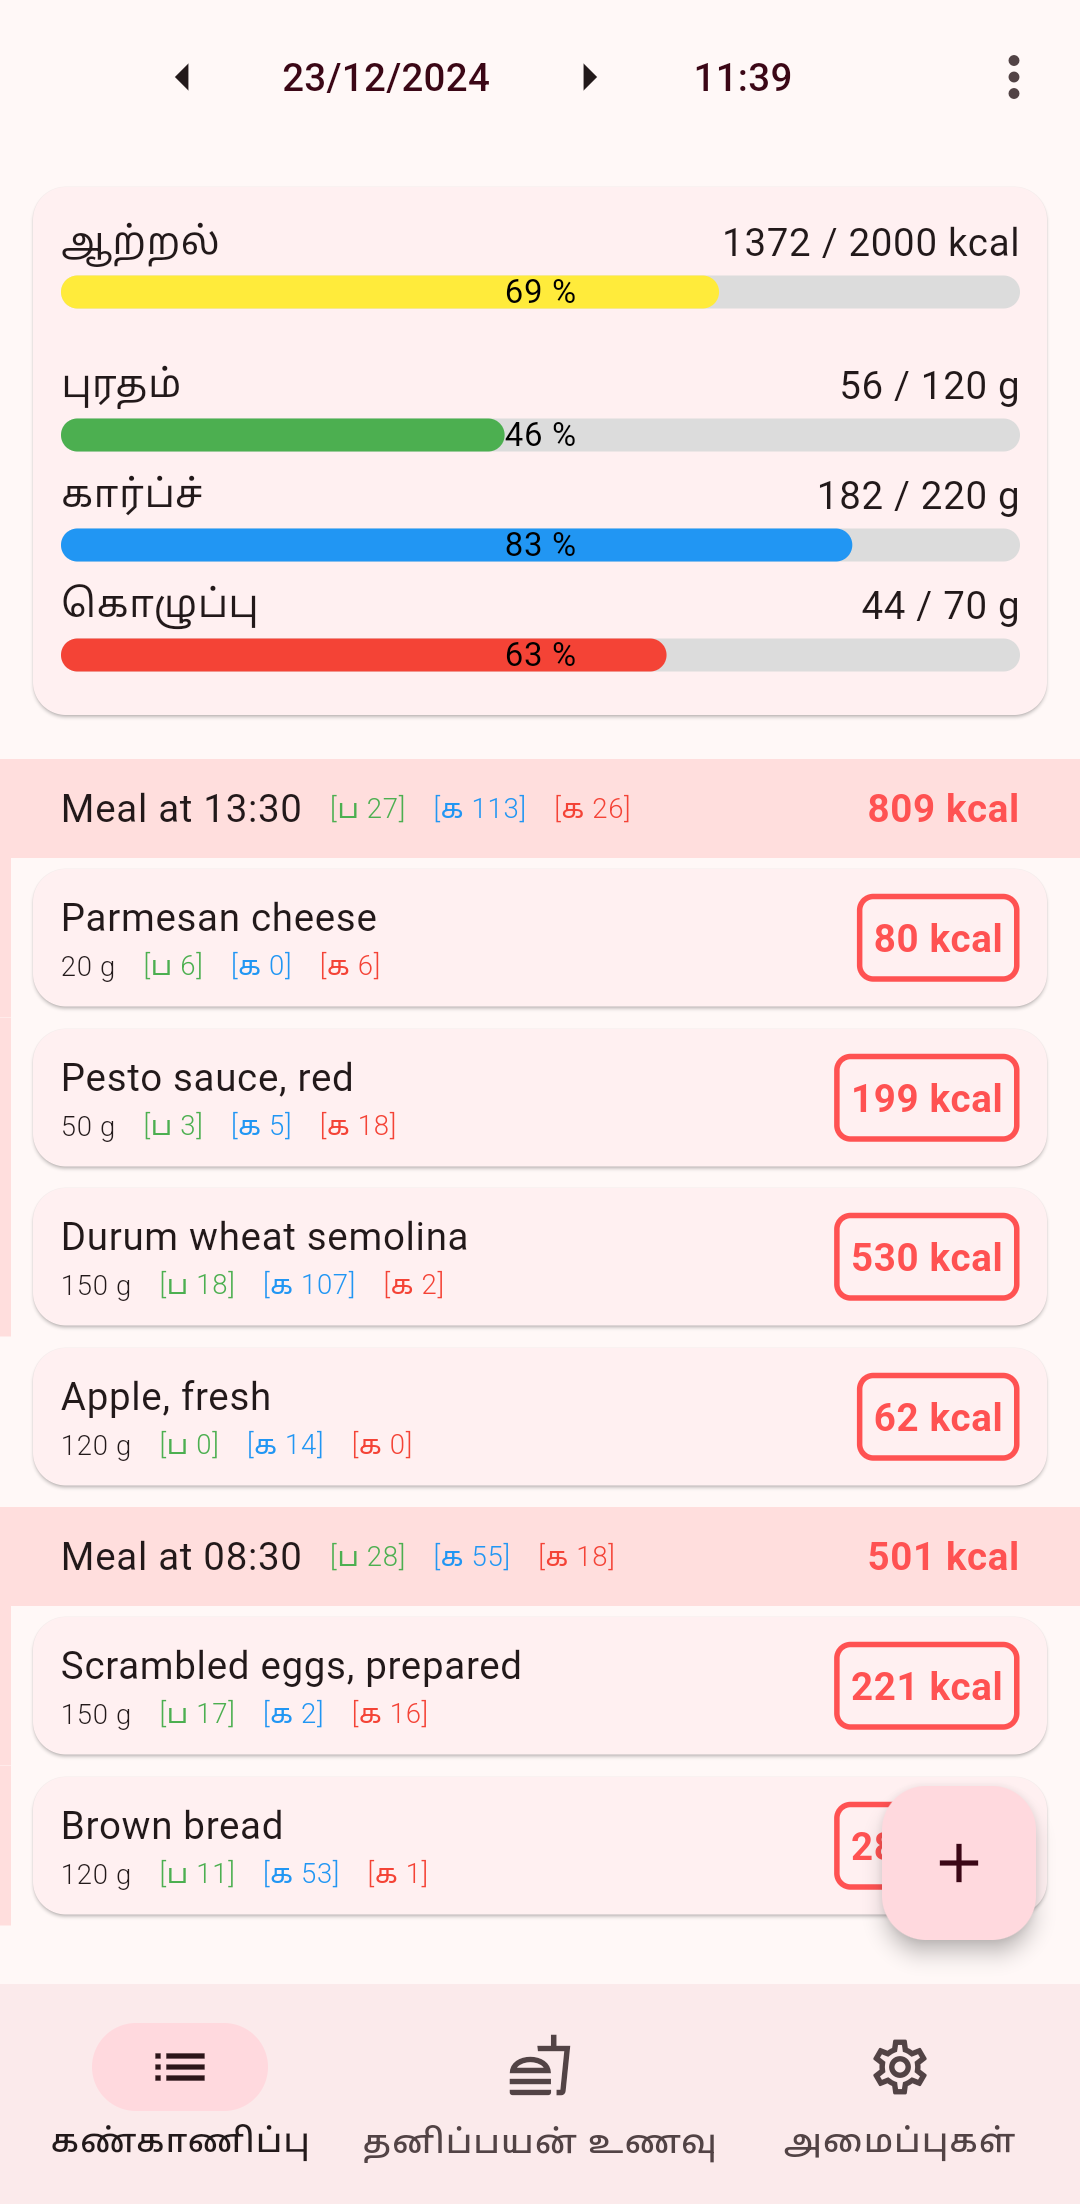 23/12/2024 11:39
ஆற்றல் 1372 / 2000 kcal
69 %
புரதம் 56 / 120 g
46 %
கார்ப்ச் 182 / 220 g
83 %
கொழுப்பு 44 / 70 g
63 %
Meal at 13:30 [ப 27] [க 113] [க 26] 809 kcal
Parmesan cheese
20 g [ப 6] [க 0] [க 6] 80 kcal
Pesto sauce, red
50 g [ப 3] [க 5] [க 18] 199 kcal
Durum wheat semolina
150 g [ப 18] [க 107] [க 2] 530 kcal
Apple, fresh
120 g [ப 0] [க 14] [க 0] 62 kcal
Meal at 08:30 [ப 28] [க 55] [க 18] 501 kcal
Scrambled eggs, prepared
150 g [ப 17] [க 2] [க 16] 221 kcal
Brown bread
120 g [ப 11] [க 53] [க 1]
கண்காணிப்பு தனிப்பயன் உணவு அமைப்புகள்